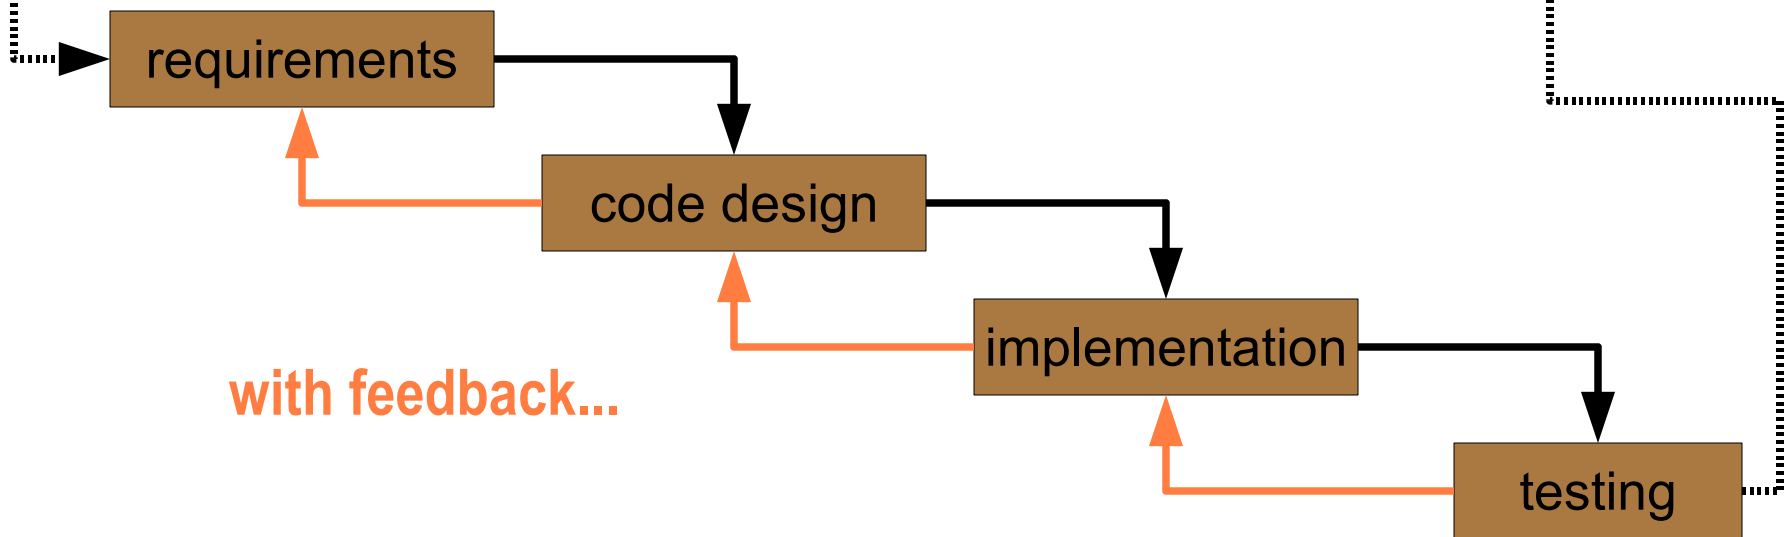 requirements
code design
implementation
with feedback...
testing